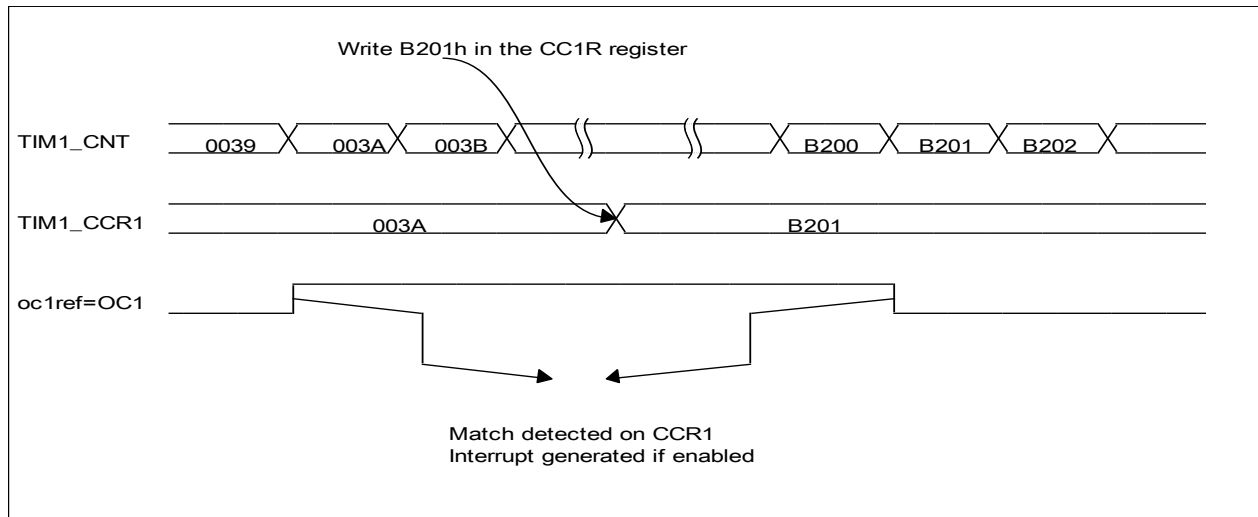 Write B201h in the CC1R register
TIM1_CNT 0039 003A 003B B200 B201 B202
TIM1_CCR1 003A B201
oc1ref=OC1
Match detected on CCR1
Interrupt generated if enabled